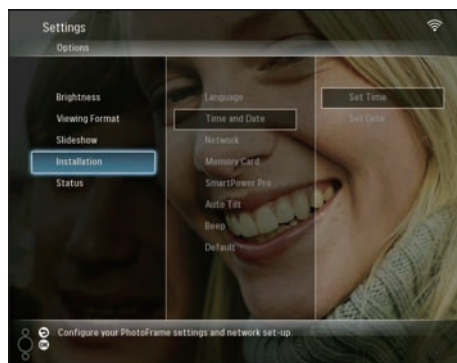 Settings
Options
Brightness
Viewing Format
Slideshow
Installation
Status
Language
Time and Date
Network
Memory Card
SmartPower Pro
Auto Tilt
Beep
Default
Set Time
Set Date
Configure your PhotoFrame settings and network set-up.
OK